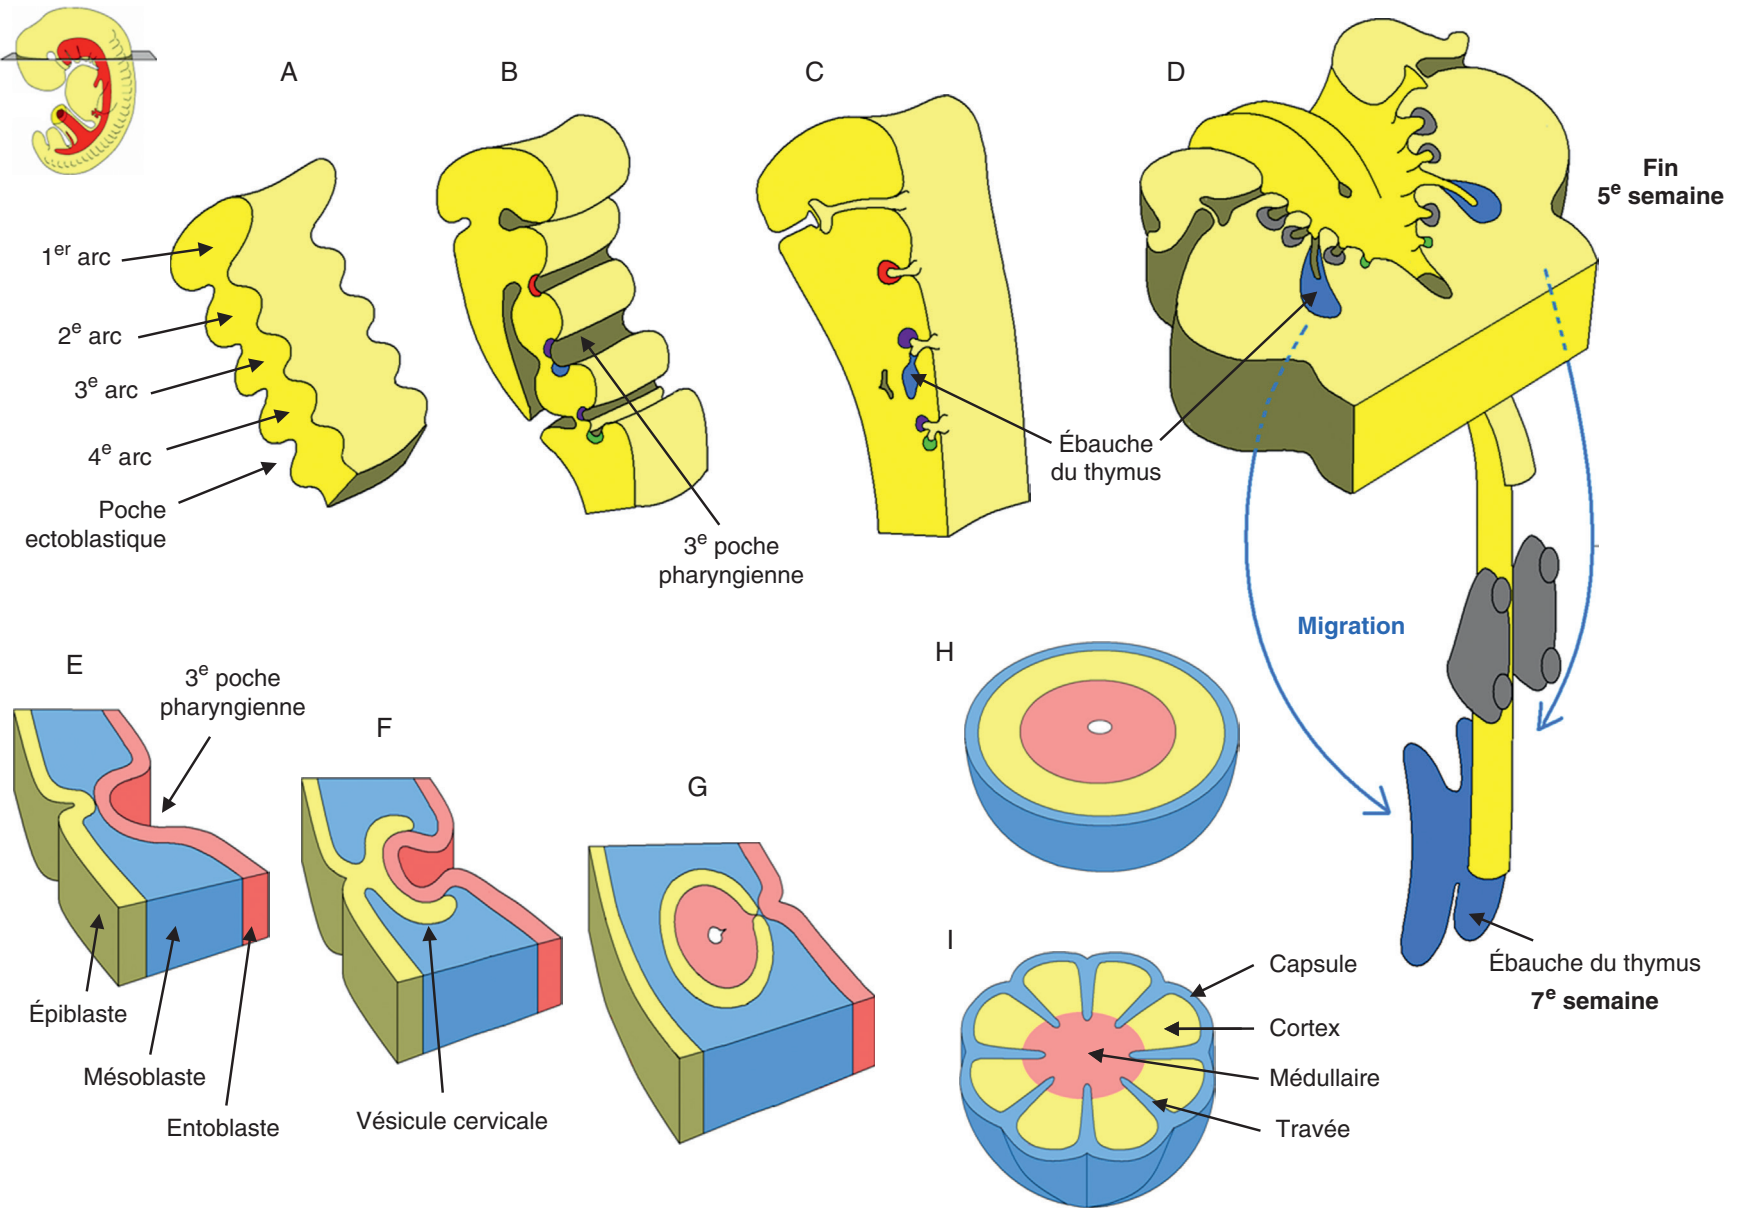 A
B
C
D
Fin
5e semaine
1er arc
2e arc
3e arc
4e arc
Poche
ectoblastique
3e poche
pharyngienne
Ébauche
du thymus
Migration
E
3e poche
pharyngienne
F
G
H
I
Épiblaste
Mésoblaste
Entoblaste
Vésicule cervicale
Capsule
Cortex
Médullaire
Travée
Ébauche du thymus
7e semaine